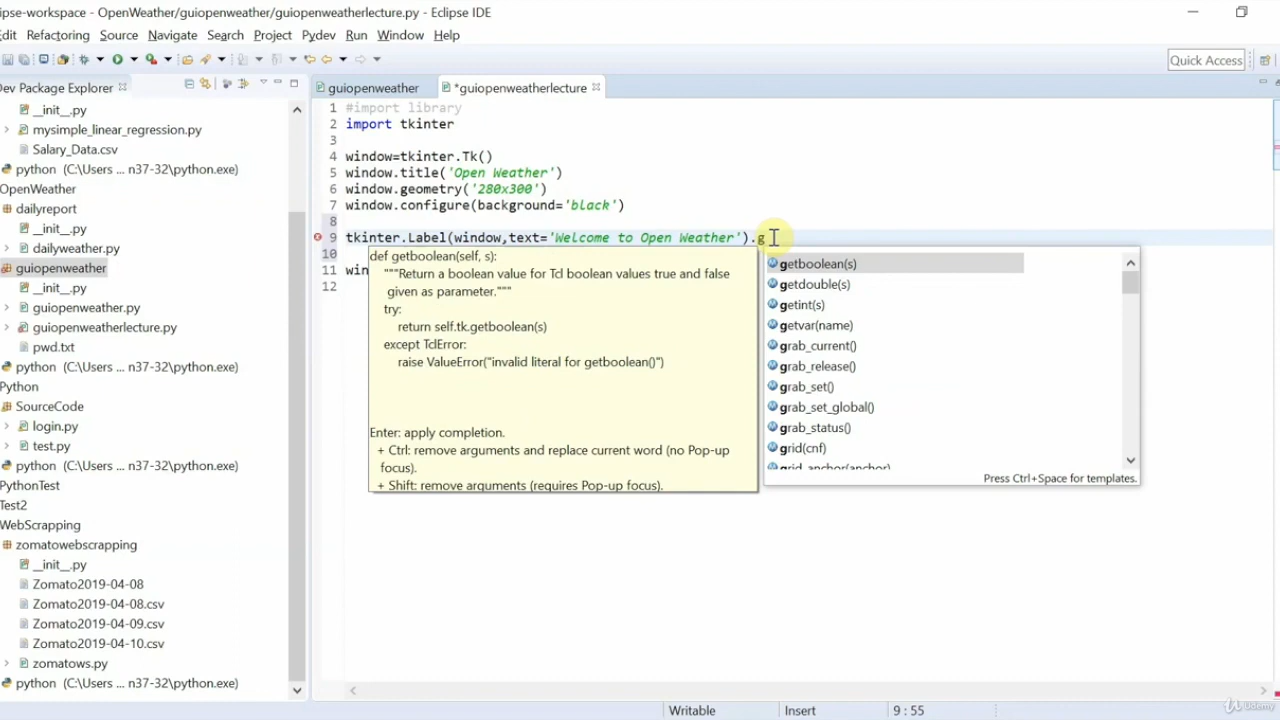 ipse-workspace - OpenWeather/guiopenweather/guiopenweatherlecture.py - Eclipse IDE
dit Refactoring Source Navigate Search Project Pydev Run Window Help
Quick Access
Dev Package Explorer
guiopenweather
*guiopenweatherlecture
__init__.py
mysimple_linear_regression.py
Salary_Data.csv
python (C:\Users ... n37-32\python.exe)
OpenWeather
dailyreport
__init__.py
dailyweather.py
guiopenweather
__init__.py
guiopenweather.py
guiopenweatherlecture.py
pwd.txt
python (C:\Users ... n37-32\python.exe)
Python
SourceCode
login.py
test.py
python (C:\Users ... n37-32\python.exe)
PythonTest
Test2
WebScrapping
zomatowebscrapping
__init__.py
Zomato2019-04-08
Zomato2019-04-08.csv
Zomato2019-04-09.csv
Zomato2019-04-10.csv
zomatows.py
python (C:\Users ... n37-32\python.exe)
1 #import library
2 import tkinter
3
4 window=tkinter.Tk()
5 window.title('Open Weather')
6 window.geometry('280x300')
7 window.configure(background='black')
8
9 tkinter.Label(window,text='Welcome to Open Weather').g
10
11 win
12
def getboolean(self, s):
"""Return a boolean value for Tcl boolean values true and false
given as parameter."""
try:
return self.tk.getboolean(s)
except TclError:
raise ValueError("invalid literal for getboolean()")
Enter: apply completion.
+ Ctrl: remove arguments and replace current word (no Pop-up
focus).
+ Shift: remove arguments (requires Pop-up focus).
getboolean(s)
getdouble(s)
getint(s)
getvar(name)
grab_current()
grab_release()
grab_set()
grab_set_global()
grab_status()
grid(cnf)
grid_anchor(anchor)
Press Ctrl+Space for templates.
Writable
Insert
9 : 55
Udemy